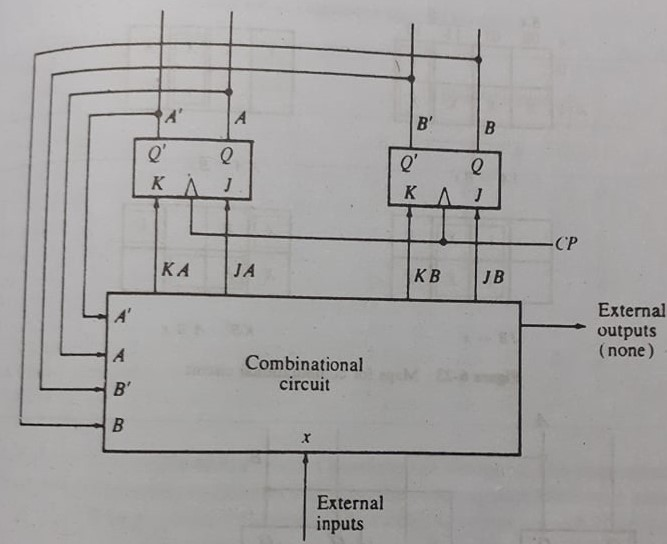 A'
A
B'
B
Q'
Q
K
J
Q'
Q
K
J
CP
KA
JA
KB
JB
A'
A
B'
B
Combinational
circuit
x
External
outputs
(none)
External
inputs